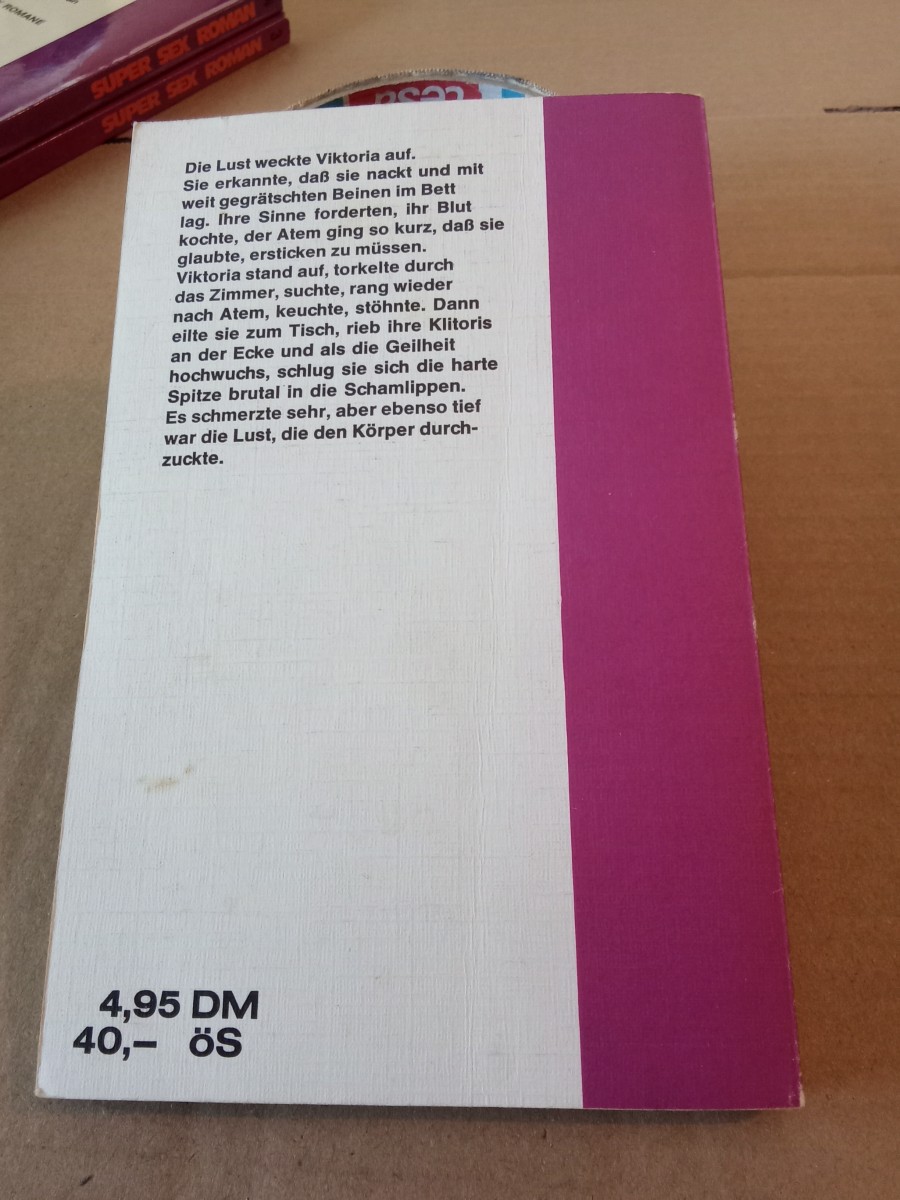 ROMANE
SUPER SEX ROMAN
SUPER SEX ROMAN
cesa
Die Lust weckte Viktoria auf.
Sie erkannte, daß sie nackt und mit
weit gegrätschten Beinen im Bett
lag. Ihre Sinne forderten, ihr Blut
kochte, der Atem ging so kurz, daß sie
glaubte, ersticken zu müssen.
Viktoria stand auf, torkelte durch
das Zimmer, suchte, rang wieder
nach Atem, keuchte, stöhnte. Dann
eilte sie zum Tisch, rieb ihre Klitoris
an der Ecke und als die Geilheit
hochwuchs, schlug sie sich die harte
Spitze brutal in die Schamlippen.
Es schmerzte sehr, aber ebenso tief
war die Lust, die den Körper durch-
zuckte.
4,95 DM
40,– öS